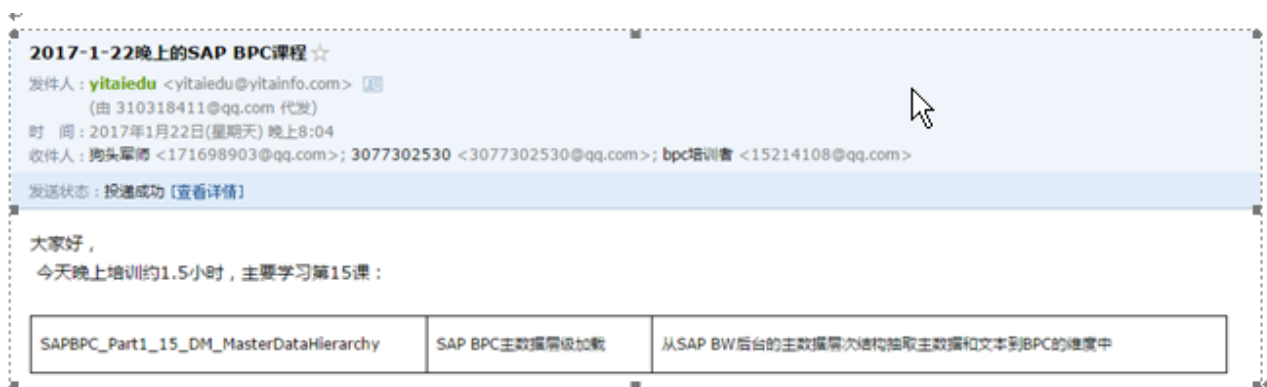 2017-1-22晚上的SAP BPC课程☆
发件人：yitaiedu <yitaiedu@yitainfo.com>
(由 310318411@qq.com 代发)
时 间：2017年1月22日(星期天) 晚上8:04
收件人：狗头军师 <171698903@qq.com>; 3077302530 <3077302530@qq.com>; bpc培训者 <15214108@qq.com>
发送状态：投递成功 [查看详情]
大家好，
今天晚上培训约1.5小时，主要学习第15课：
SAPBPC_Part1_15_DM_MasterDataHierarchy SAP BPC主数据层级加载 从SAP BW后台的主数据层次结构抽取主数据和文本到BPC的维度中